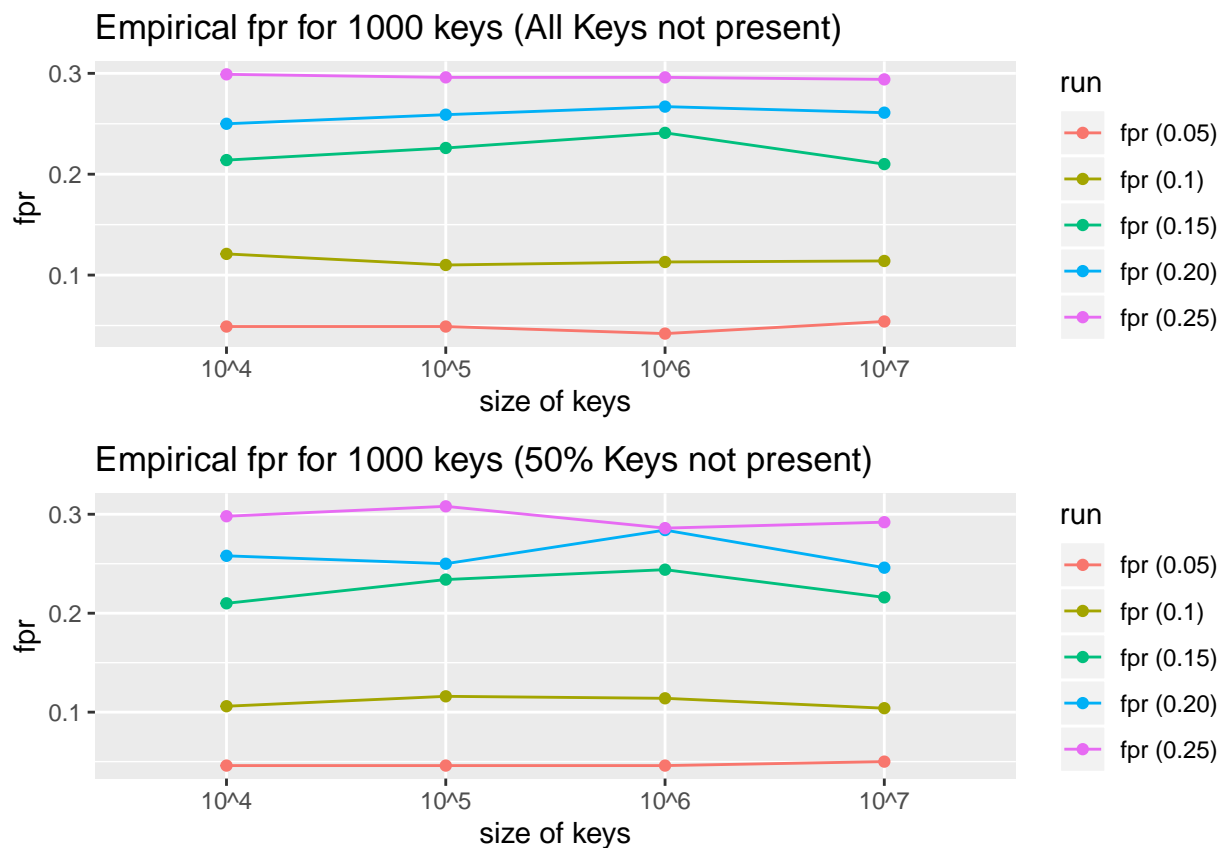 Empirical fpr for 1000 keys (All Keys not present)
0.3
0.2
0.1
fpr
10^4 10^5 10^6 10^7
size of keys
run
fpr (0.05)
fpr (0.1)
fpr (0.15)
fpr (0.20)
fpr (0.25)
Empirical fpr for 1000 keys (50% Keys not present)
0.3
0.2
0.1
fpr
10^4 10^5 10^6 10^7
size of keys
run
fpr (0.05)
fpr (0.1)
fpr (0.15)
fpr (0.20)
fpr (0.25)